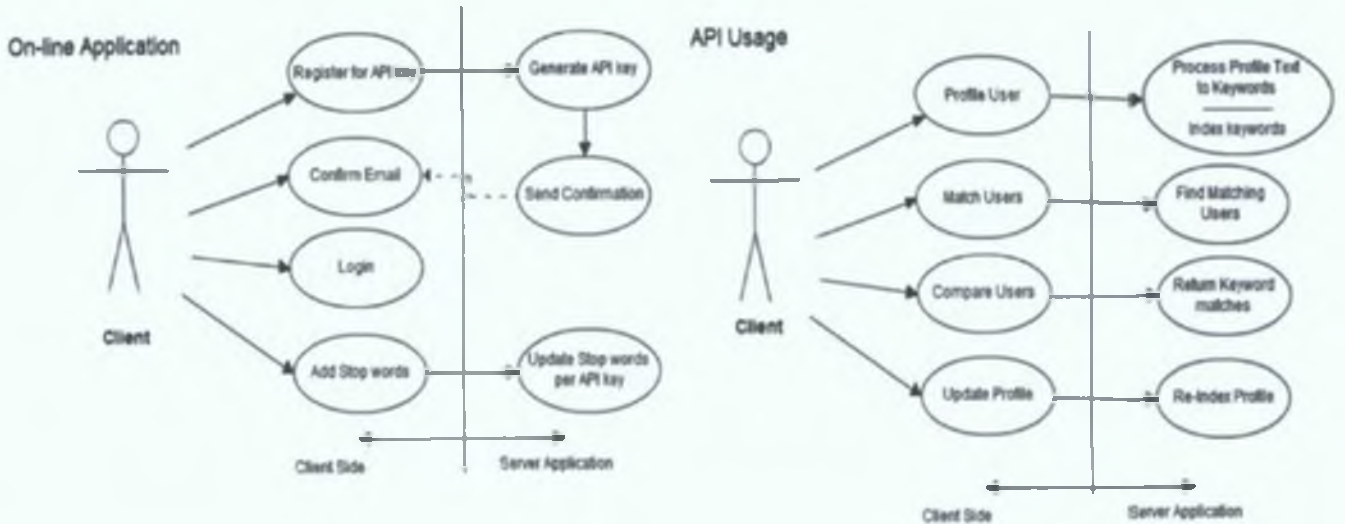 On-line Application
Register for API
Generate API key
Confirm Email
Send Confirmation
Login
Client
Add Stop words
Update Stop words
per API key
Client Side
Server Application
API Usage
Profile User
Process Profile Text
to Keywords
Index keywords
Match Users
Find Matching
Users
Compare Users
Return Keyword
matches
Client
Update Profile
Re-Index Profile
Client Side
Server Application